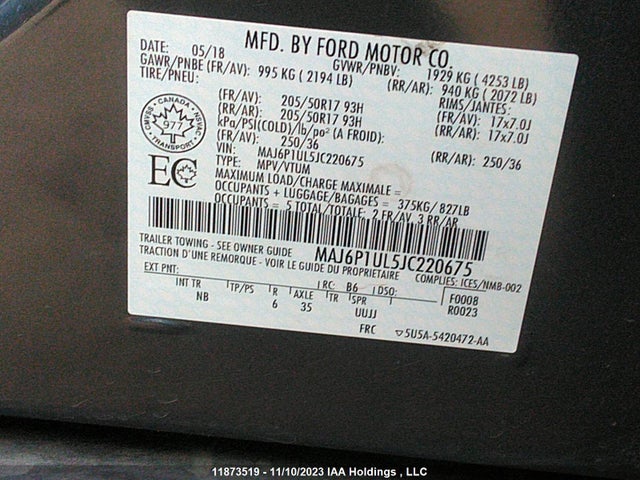 MFD. BY FORD MOTOR CO.
DATE: 05/18 GVWR/PNBV: 1929 KG ( 4253 LB)
GAWR/PNBE (FR/AV): 995 KG ( 2194 LB) (RR/AR): 940 KG ( 2072 LB)
TIRE/PNEU: RIMS/JANTES:
(FR/AV): 205/50R17 93H (FR/AV): 17x7.0J
(RR/AR): 205/50R17 93H (RR/AR): 17x7.0J
kPa/PSI(COLD)/lb/po² (A FROID):
(FR/AV): 250/36 (RR/AR): 250/36
VIN: MAJ6P1UL5JC220675
TYPE: MPV/VTUM
MAXIMUM LOAD/CHARGE MAXIMALE =
OCCUPANTS + LUGGAGE/BAGAGES = 375KG/ 827LB
OCCUPANTS = 5 TOTAL/TOTALE: 2 FR/AV 3 RR/AR
CANADA
CMVSS NSVAC
977
TRANSPORT
EC
MAJ6P1UL5JC220675
TRAILER TOWING - SEE OWNER GUIDE
TRACTION D'UNE REMORQUE - VOIR LE GUIDE DU PROPRIETAIRE
COMPLIES: ICES/NMB-002
EXT PNT: RC: B6 DSO: F0008
INT TR TP/PS R AXLE TR SPR R0023
NB 6 35 UUJJ
FRC 5U5A-5420472-AA
11873519 - 11/10/2023 IAA Holdings , LLC